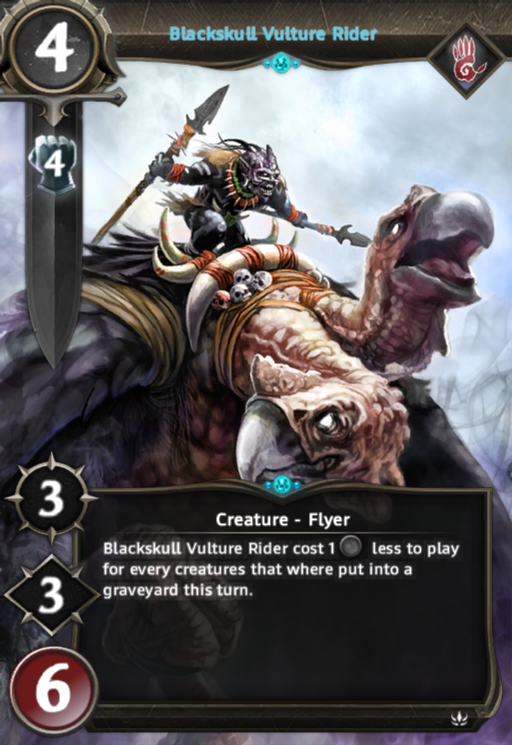 4
Blackskull Vulture Rider
4
3
Creature - Flyer
Blackskull Vulture Rider cost 1 less to play
for every creatures that where put into a
graveyard this turn.
3
6